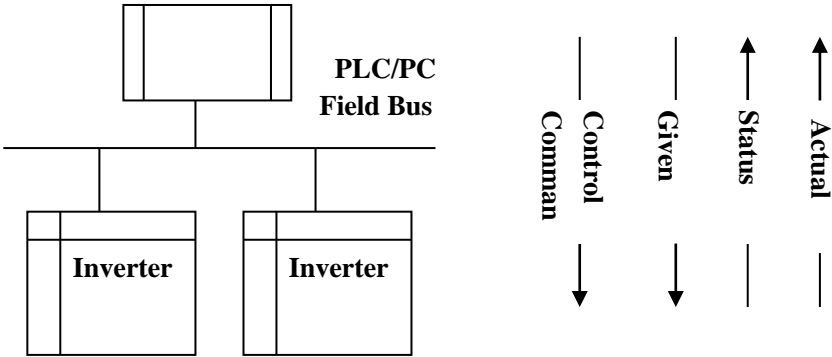 PLC/PC
Field Bus
Inverter
Inverter
Control
Comman
Given
Status
Actual